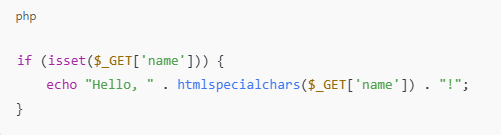 php
if (isset($_GET['name'])) {
    echo "Hello, " . htmlspecialchars($_GET['name']) . "!";
}